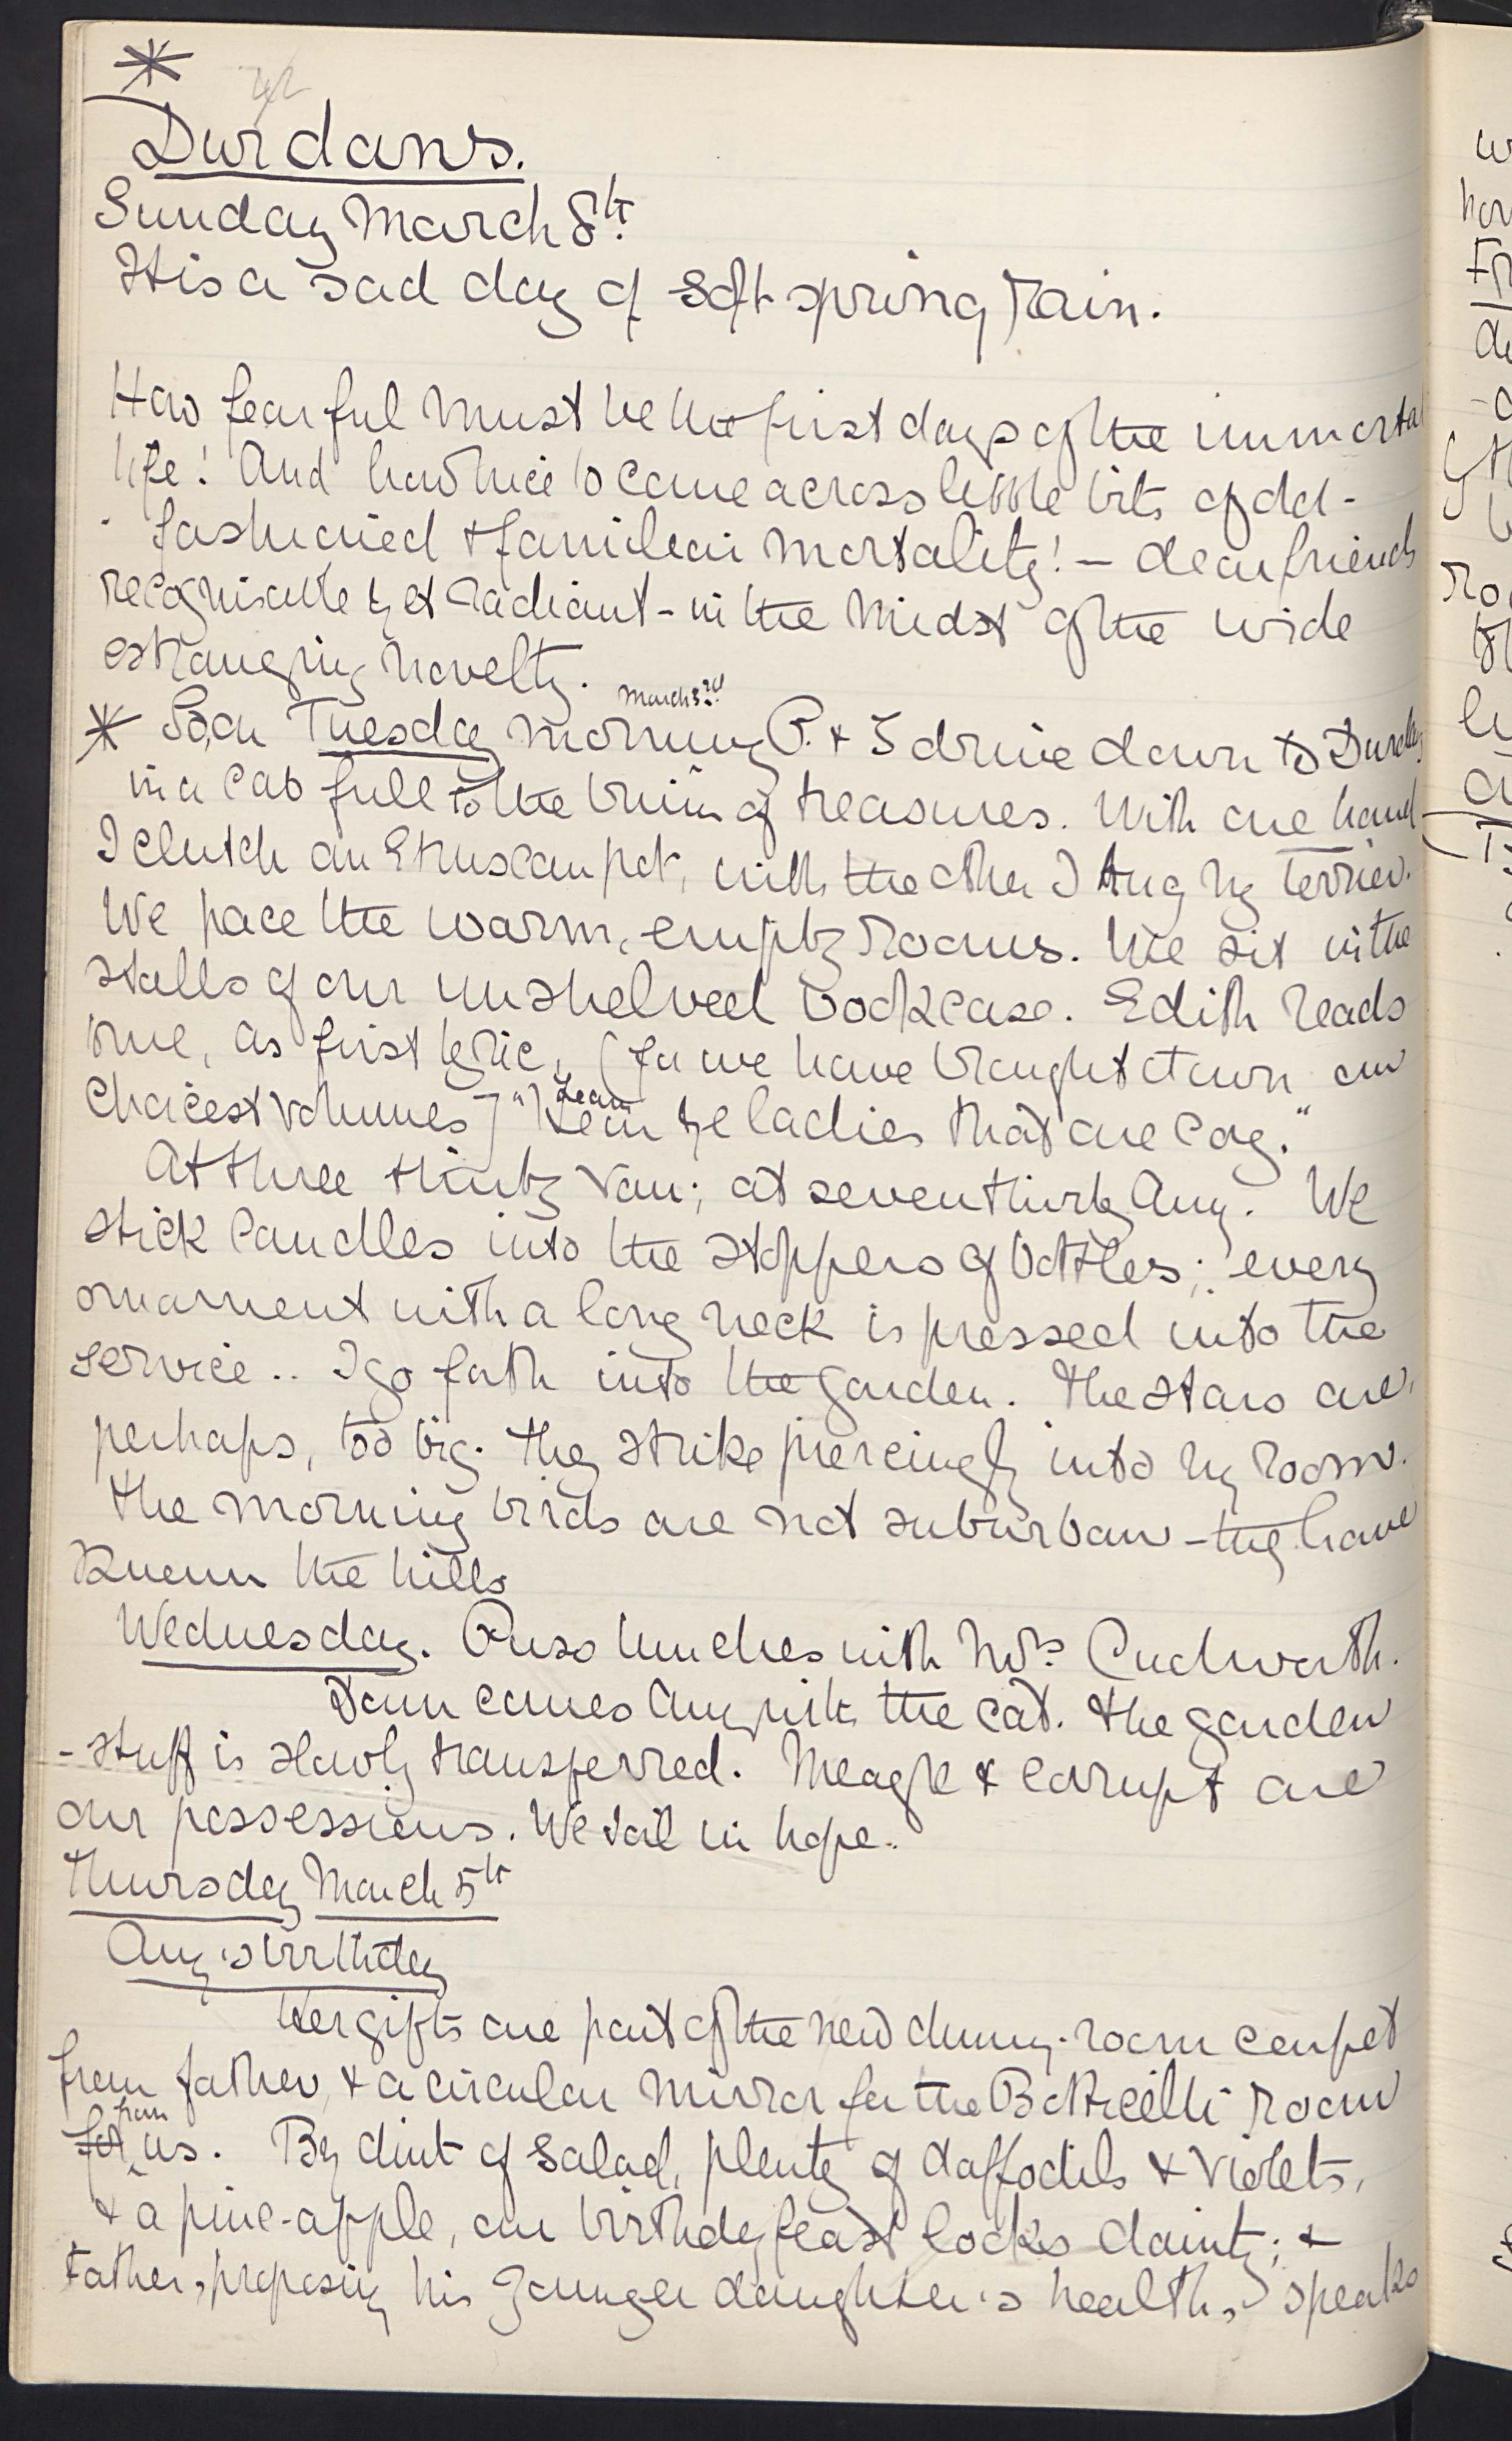 *
Durdans.
Sunday March 8th.
It is a sad day of soft spring rain.
How fearful must be the first days of the immortal
life! And how nice to come across little bits of old-
fashioned & familiar mortality! – dear friends
recognisable yet radiant – in the midst of the wide
estranging novelty.
March 3rd.
* So, on Tuesday morning P. & I drive down to Durdans
in a cab full to the brim of treasures. With one hand
I clutch an Etruscan pot, with the other I hug my terrier.
We pace the warm, empty rooms. We sit in the
stalls of our unshelved bookcase. Edith reads
me, as first lyric, (for we have brought down our
Learn
choicest volumes) "Learn ye ladies that are coy."
At three thirty Van; at seven thirty Amy. We
stick candles into the stoppers of bottles; every
ornament with a long neck is pressed into the
service.. I go forth into the garden. The stars are,
perhaps, too big. They strike piercingly into my room.
The morning birds are not suburban – they have
known the hills
Wednesday. Puss lunches with Mrs Cudworth.
Down comes Amy with the cat. The garden
-stuff is slowly transferred. Meagre & corrupt are
our possessions. We toil in hope.
Thursday March 5th
Amy's birthday
Her gifts are part of the new dining-room carpet
from father, & a circular mirror for the Botticelli room
from
for us. By dint of salad, plenty of daffodils & violets,
& a pine-apple, our birthday feast looks dainty; &
Father, proposing his younger daughter's health, speaks